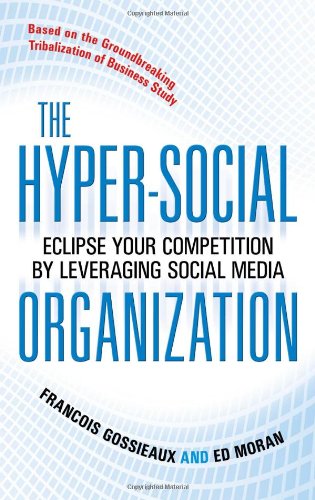 Based on the Groundbreaking
Tribalization of Business Study
THE
HYPER-SOCIAL
ECLIPSE YOUR COMPETITION
BY LEVERAGING SOCIAL MEDIA
ORGANIZATION
FRANCOIS GOSSIEAUX AND ED MORAN